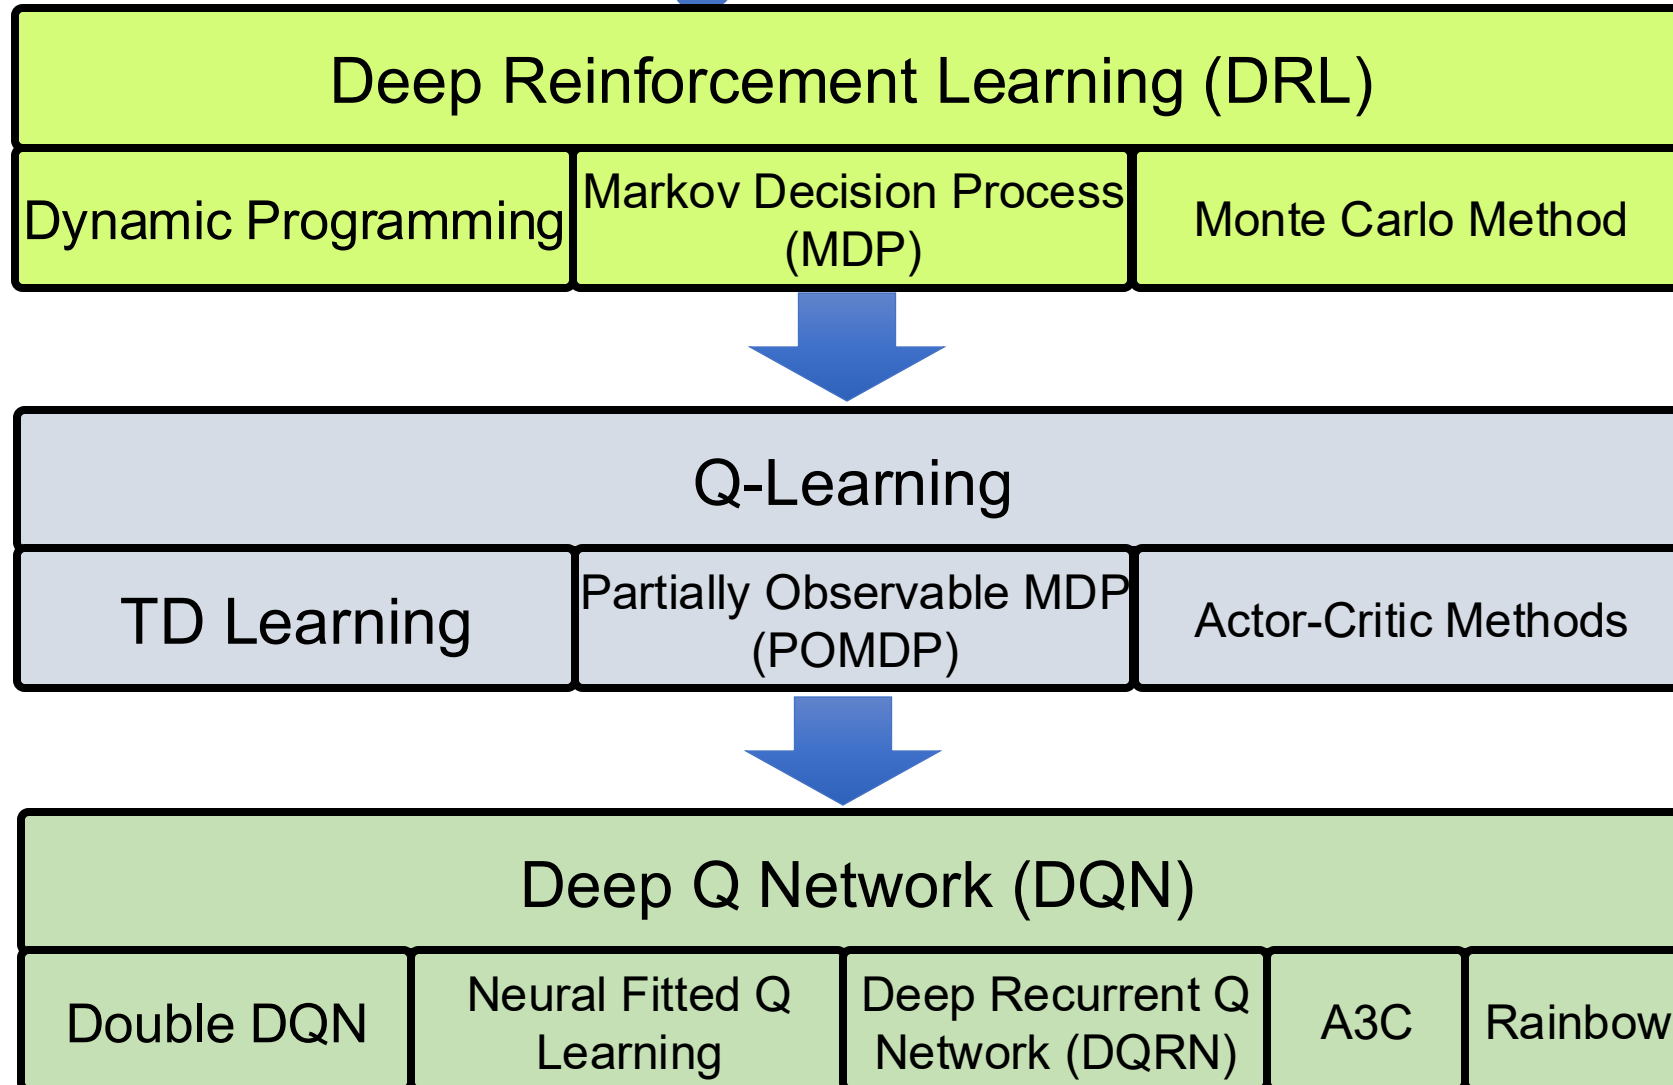 Deep Reinforcement Learning (DRL)
Dynamic Programming
Markov Decision Process
(MDP)
Monte Carlo Method
Q-Learning
TD Learning
Partially Observable MDP
(POMDP)
Actor-Critic Methods
Deep Q Network (DQN)
Double DQN
Neural Fitted Q
Learning
Deep Recurrent Q
Network (DQRN)
A3C
Rainbow